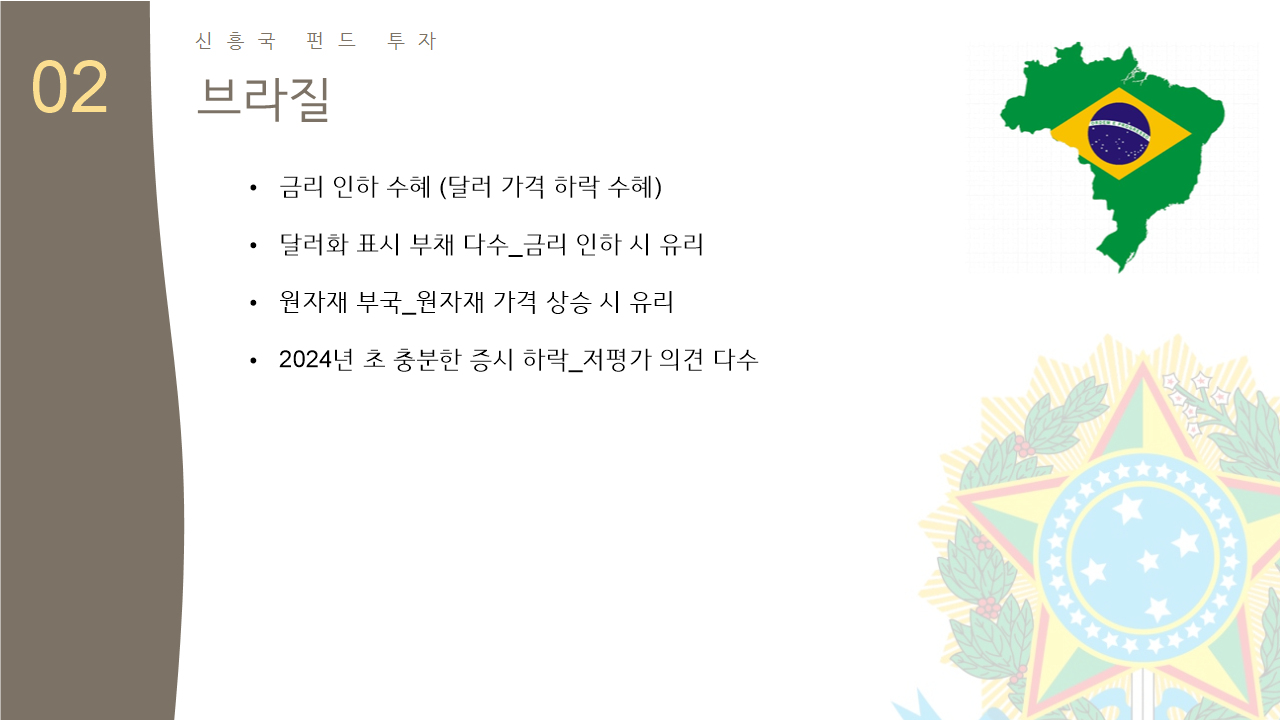 02
신흥국 펀드 투자
브라질
• 금리 인하 수혜 (달러 가격 하락 수혜)
• 달러화 표시 부채 다수_금리 인하 시 유리
• 원자재 부국_원자재 가격 상승 시 유리
• 2024년 초 충분한 증시 하락_저평가 의견 다수